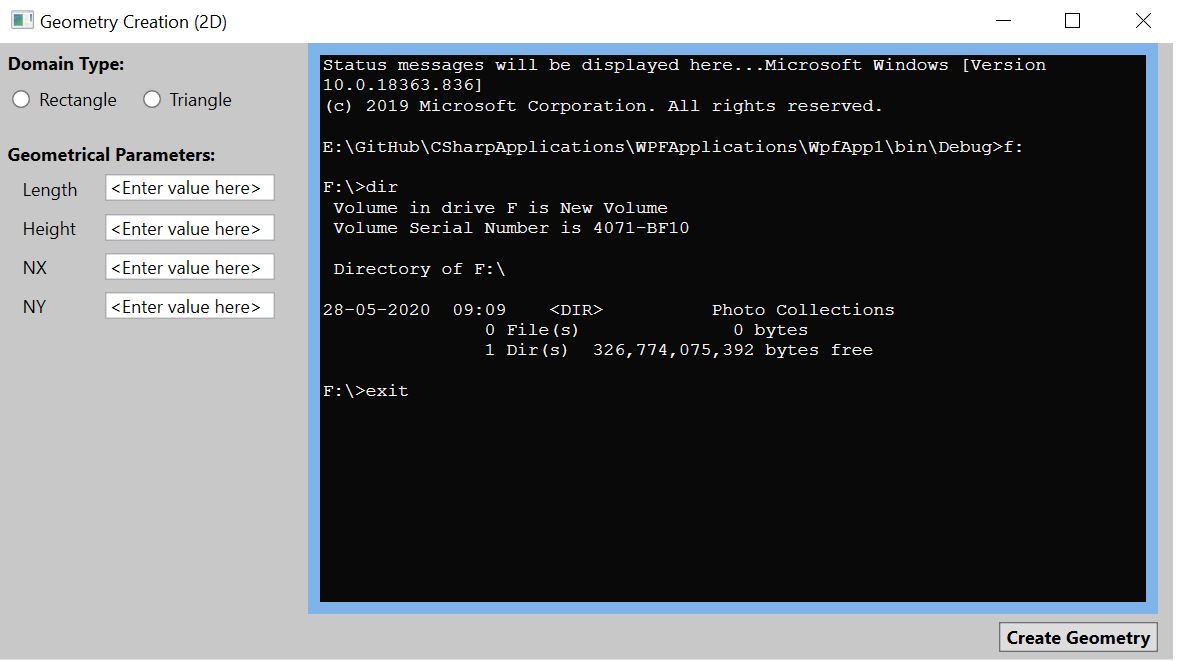 Geometry Creation (2D)
Domain Type:
Rectangle Triangle
Geometrical Parameters:
Length <Enter value here>
Height <Enter value here>
NX <Enter value here>
NY <Enter value here>
Status messages will be displayed here...Microsoft Windows [Version
10.0.18363.836]
(c) 2019 Microsoft Corporation. All rights reserved.
E:\GitHub\CSharpApplications\WPFApplications\WpfApp1\bin\Debug>f:
F:\>dir
Volume in drive F is New Volume
Volume Serial Number is 4071-BF10
Directory of F:\
28-05-2020 09:09 <DIR> Photo Collections
0 File(s) 0 bytes
1 Dir(s) 326,774,075,392 bytes free
F:\>exit
Create Geometry